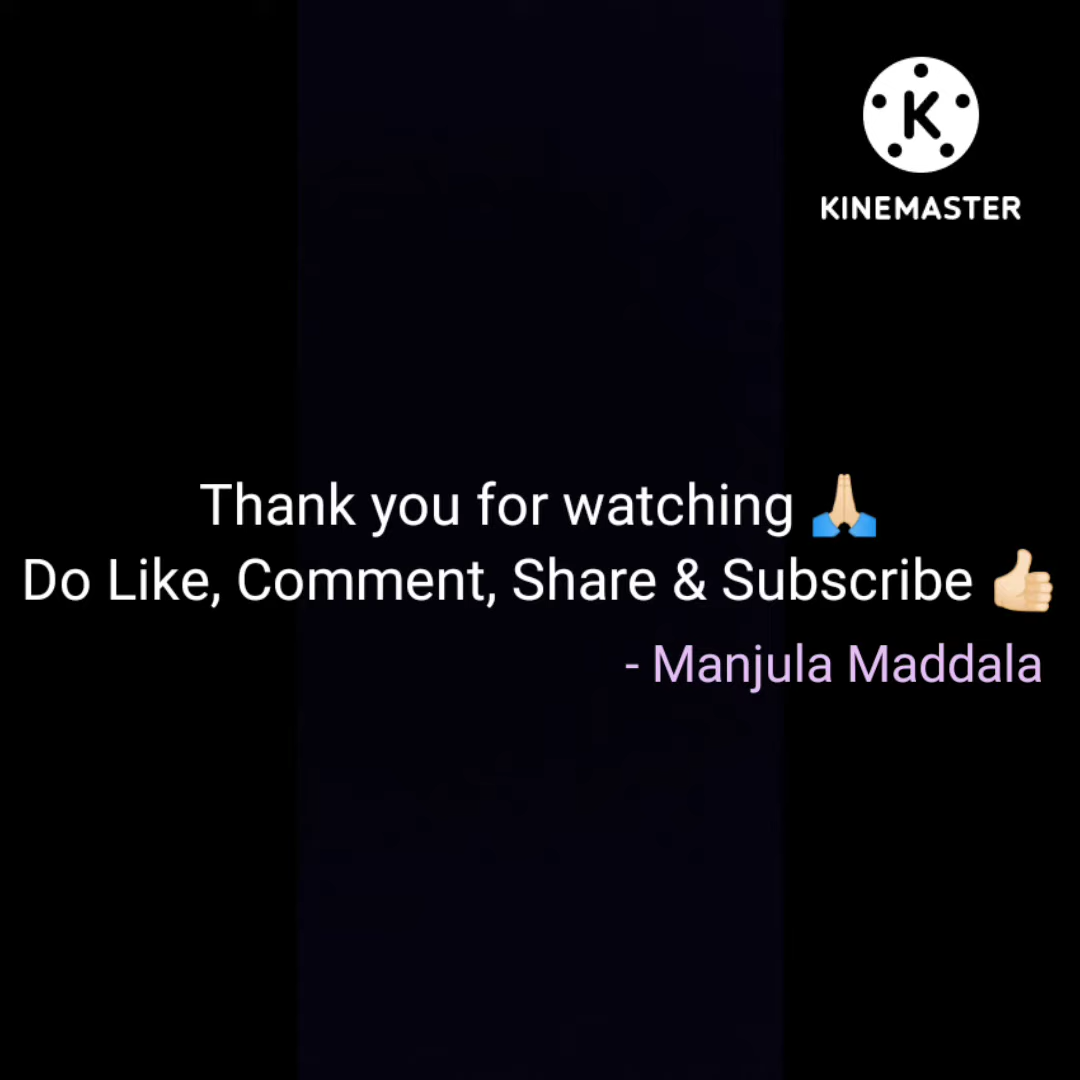 K
KINEMASTER
Thank you for watching 🙏🏻
Do Like, Comment, Share & Subscribe 👍🏻
- Manjula Maddala